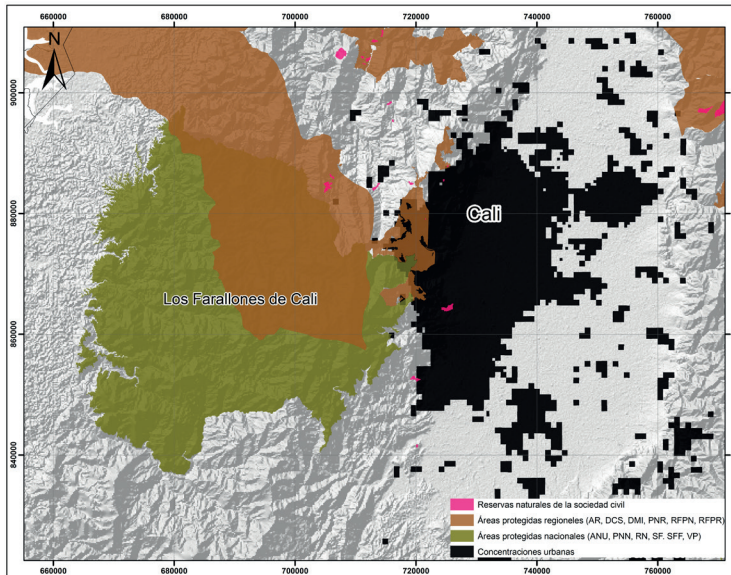 660000 680000 700000 720000 740000 760000
N
900000
880000
860000
840000
Cali
Los Farallones de Cali
Reservas naturales de la sociedad civil
Áreas protegidas regionales (AR, DCS, DMI, PNR, RFPN, RFPR)
Áreas protegidas nacionales (ANU, PNN, RN, SF. SFF, VP)
Concentraciones urbanas
660000 680000 700000 720000 740000 760000